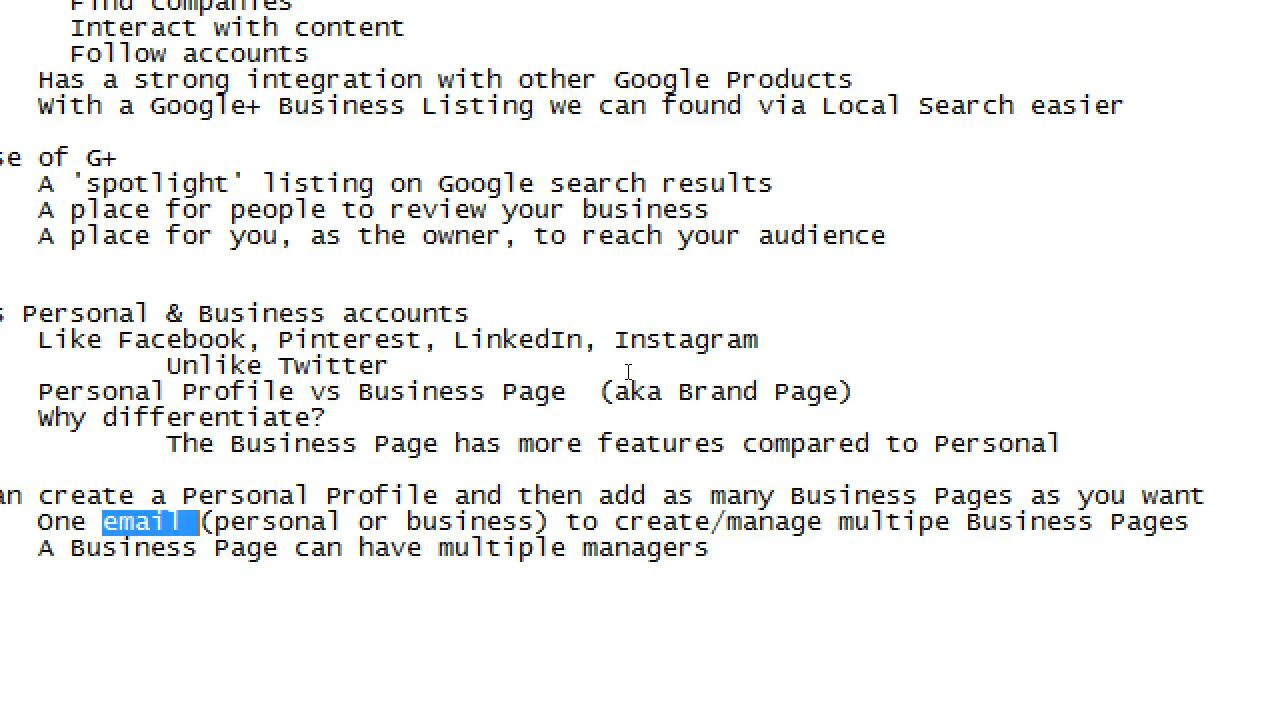 Find companies
Interact with content
Follow accounts
Has a strong integration with other Google Products
With a Google+ Business Listing we can found via Local Search easier
se of G+
A 'spotlight' listing on Google search results
A place for people to review your business
A place for you, as the owner, to reach your audience
s Personal & Business accounts
Like Facebook, Pinterest, LinkedIn, Instagram
Unlike Twitter
Personal Profile vs Business Page (aka Brand Page)
Why differentiate?
The Business Page has more features compared to Personal
an create a Personal Profile and then add as many Business Pages as you want
One email (personal or business) to create/manage multipe Business Pages
A Business Page can have multiple managers